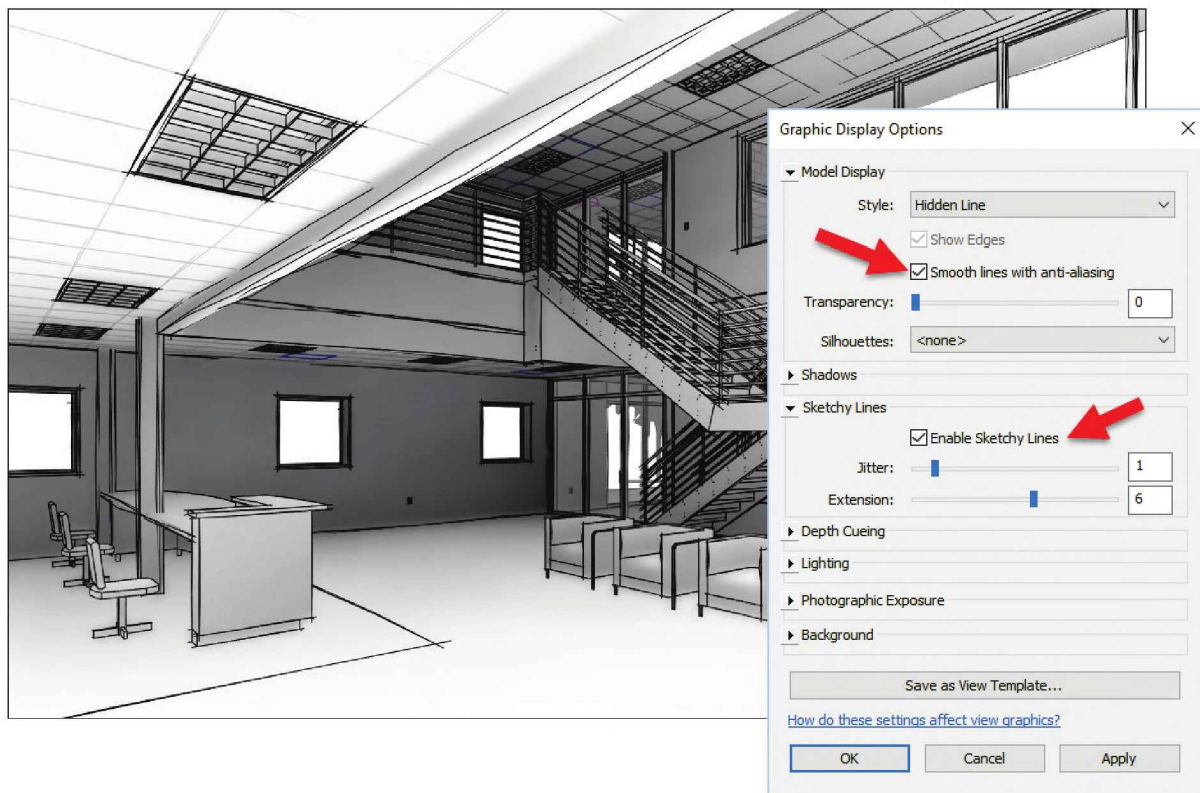 Graphic Display Options
Model Display
Style: Hidden Line
Show Edges
Smooth lines with anti-aliasing
Transparency: 0
Silhouettes: <none>
Shadows
Sketchy Lines
Enable Sketchy Lines
Jitter: 1
Extension: 6
Depth Cueing
Lighting
Photographic Exposure
Background
Save as View Template...
How do these settings affect view graphics?
OK Cancel Apply